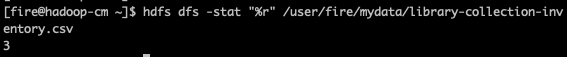 [fire@hadoop-cm ~]$ hdfs dfs -stat "%r" /user/fire/mydata/library-collection-inv
entory.csv
3